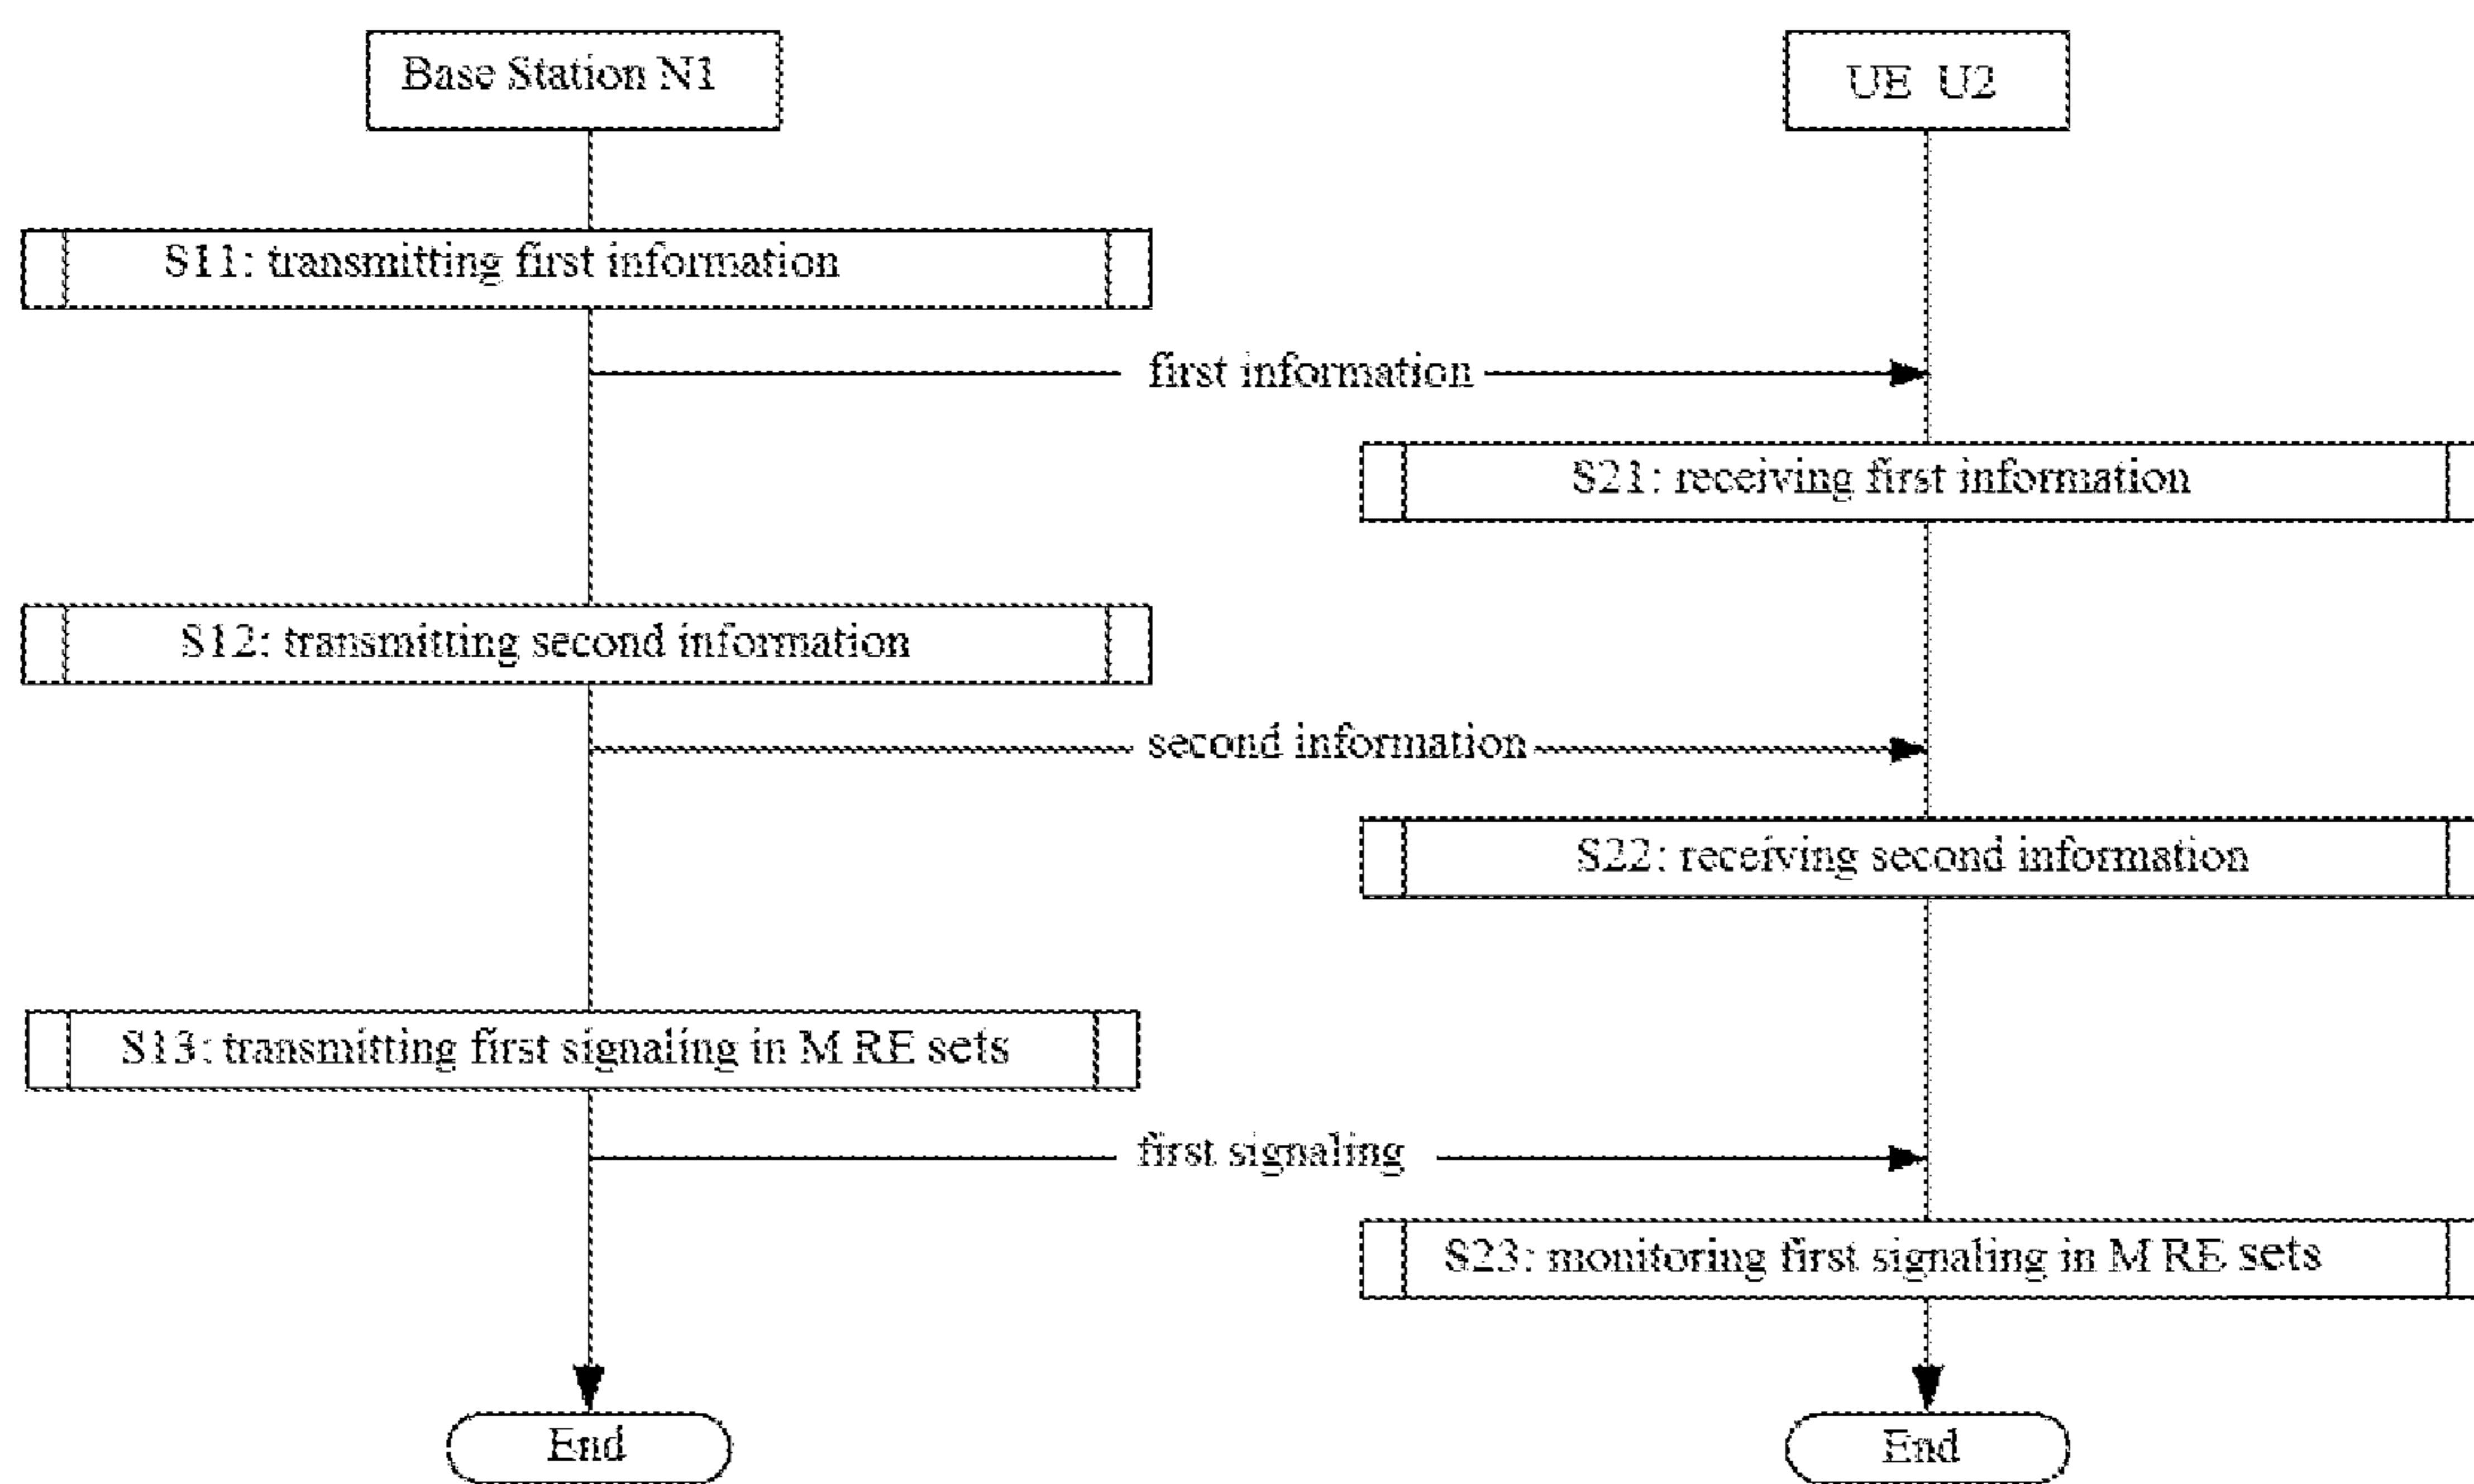 Base Station N1
UE U2
S11: transmitting first information
first information
S21: receiving first information
S12: transmitting second information
second information
S22: receiving second information
S13: transmitting first signaling in M RE sets
first signaling
S23: monitoring first signaling in M RE sets
End
End